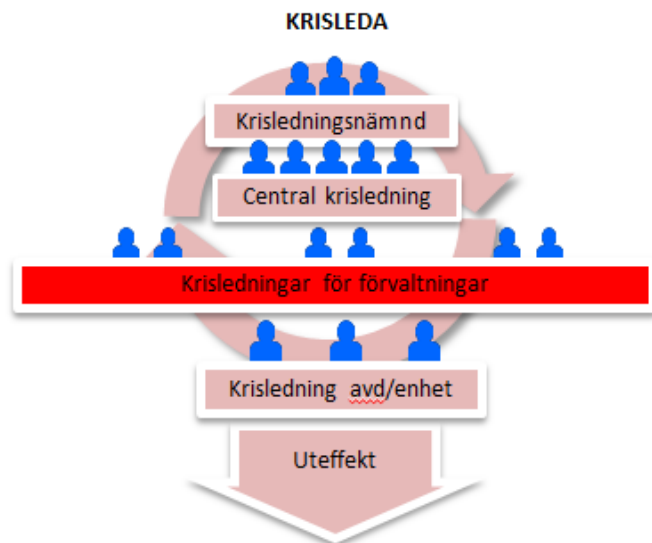 KRISLEDA
Krisledningsnämnd
Central krisledning
Krisledningar för förvaltningar
Krisledning avd/enhet
Uteffekt